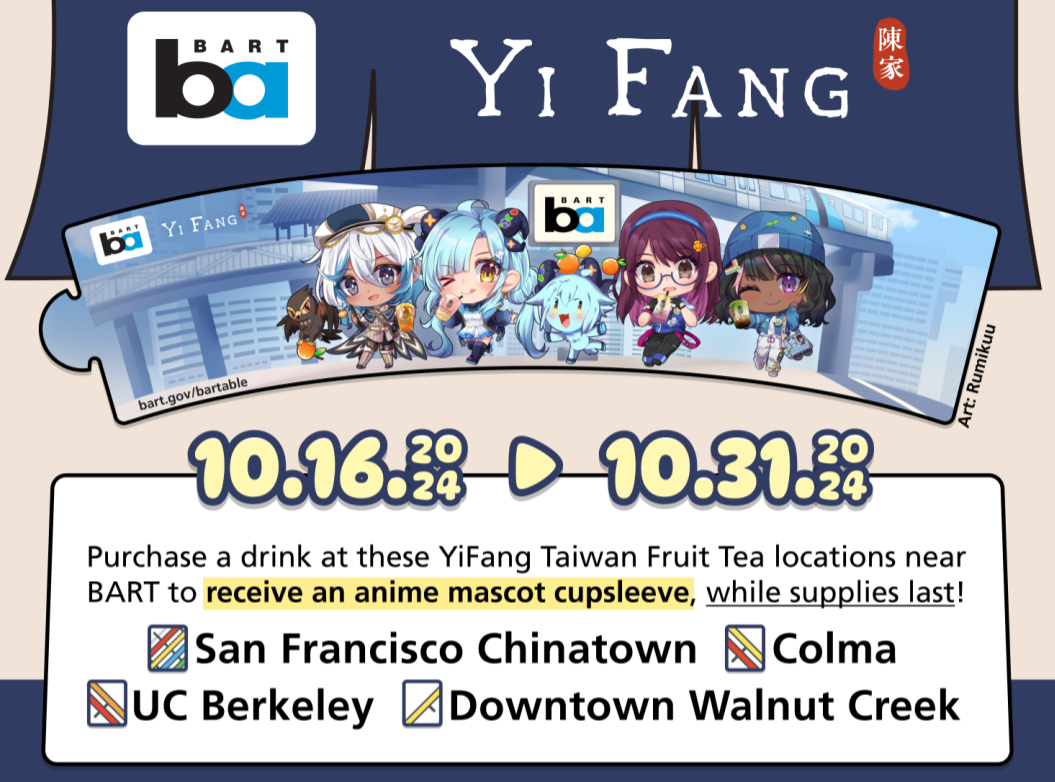 BART
ba
YI FANG
陳家
BART
ba
YI FANG
BART
ba
bart.gov/bartable
Art: Rumikuu
10.16.2024
10.31.2024
Purchase a drink at these YiFang Taiwan Fruit Tea locations near
BART to receive an anime mascot cupsleeve, while supplies last!
San Francisco Chinatown
Colma
UC Berkeley
Downtown Walnut Creek